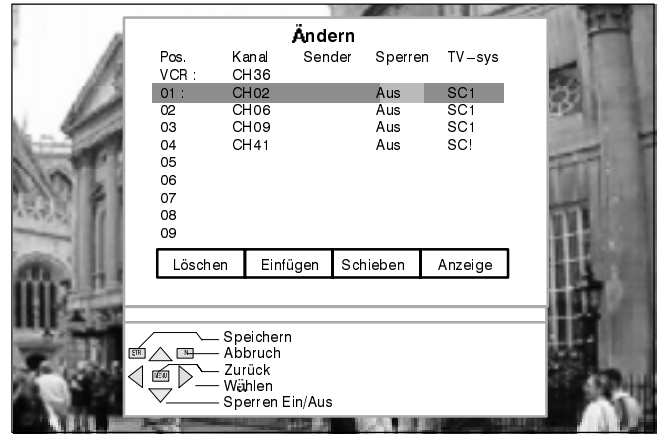 Ändern
Pos. Kanal Sender Sperren TV-sys
VCR : CH36
01 : CH02 Aus SC1
02 CH06 Aus SC1
03 CH09 Aus SC1
04 CH41 Aus SC!
05
06
07
08
09
Löschen Einfügen Schieben Anzeige
Speichern
STR N Abbruch
MENU Zurück
Wählen
Sperren Ein/Aus